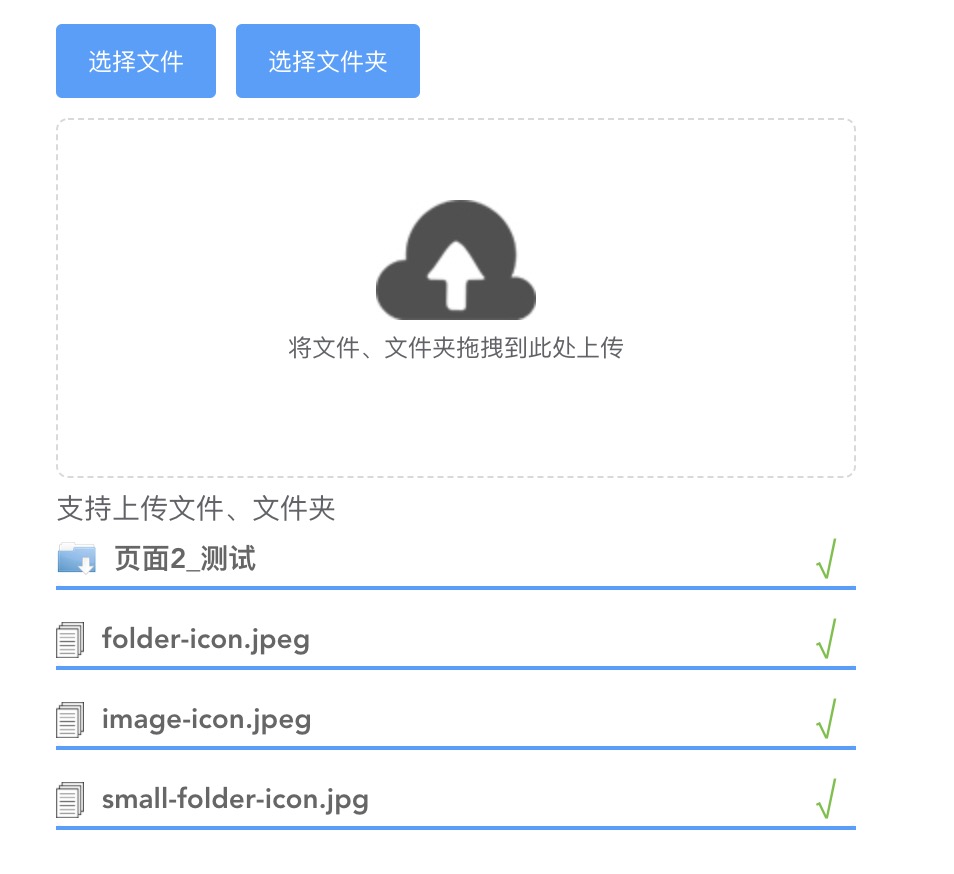 选择文件 选择文件夹
将文件、文件夹拖拽到此处上传
支持上传文件、文件夹
页面2_测试 √
folder-icon.jpeg √
image-icon.jpeg √
small-folder-icon.jpg √